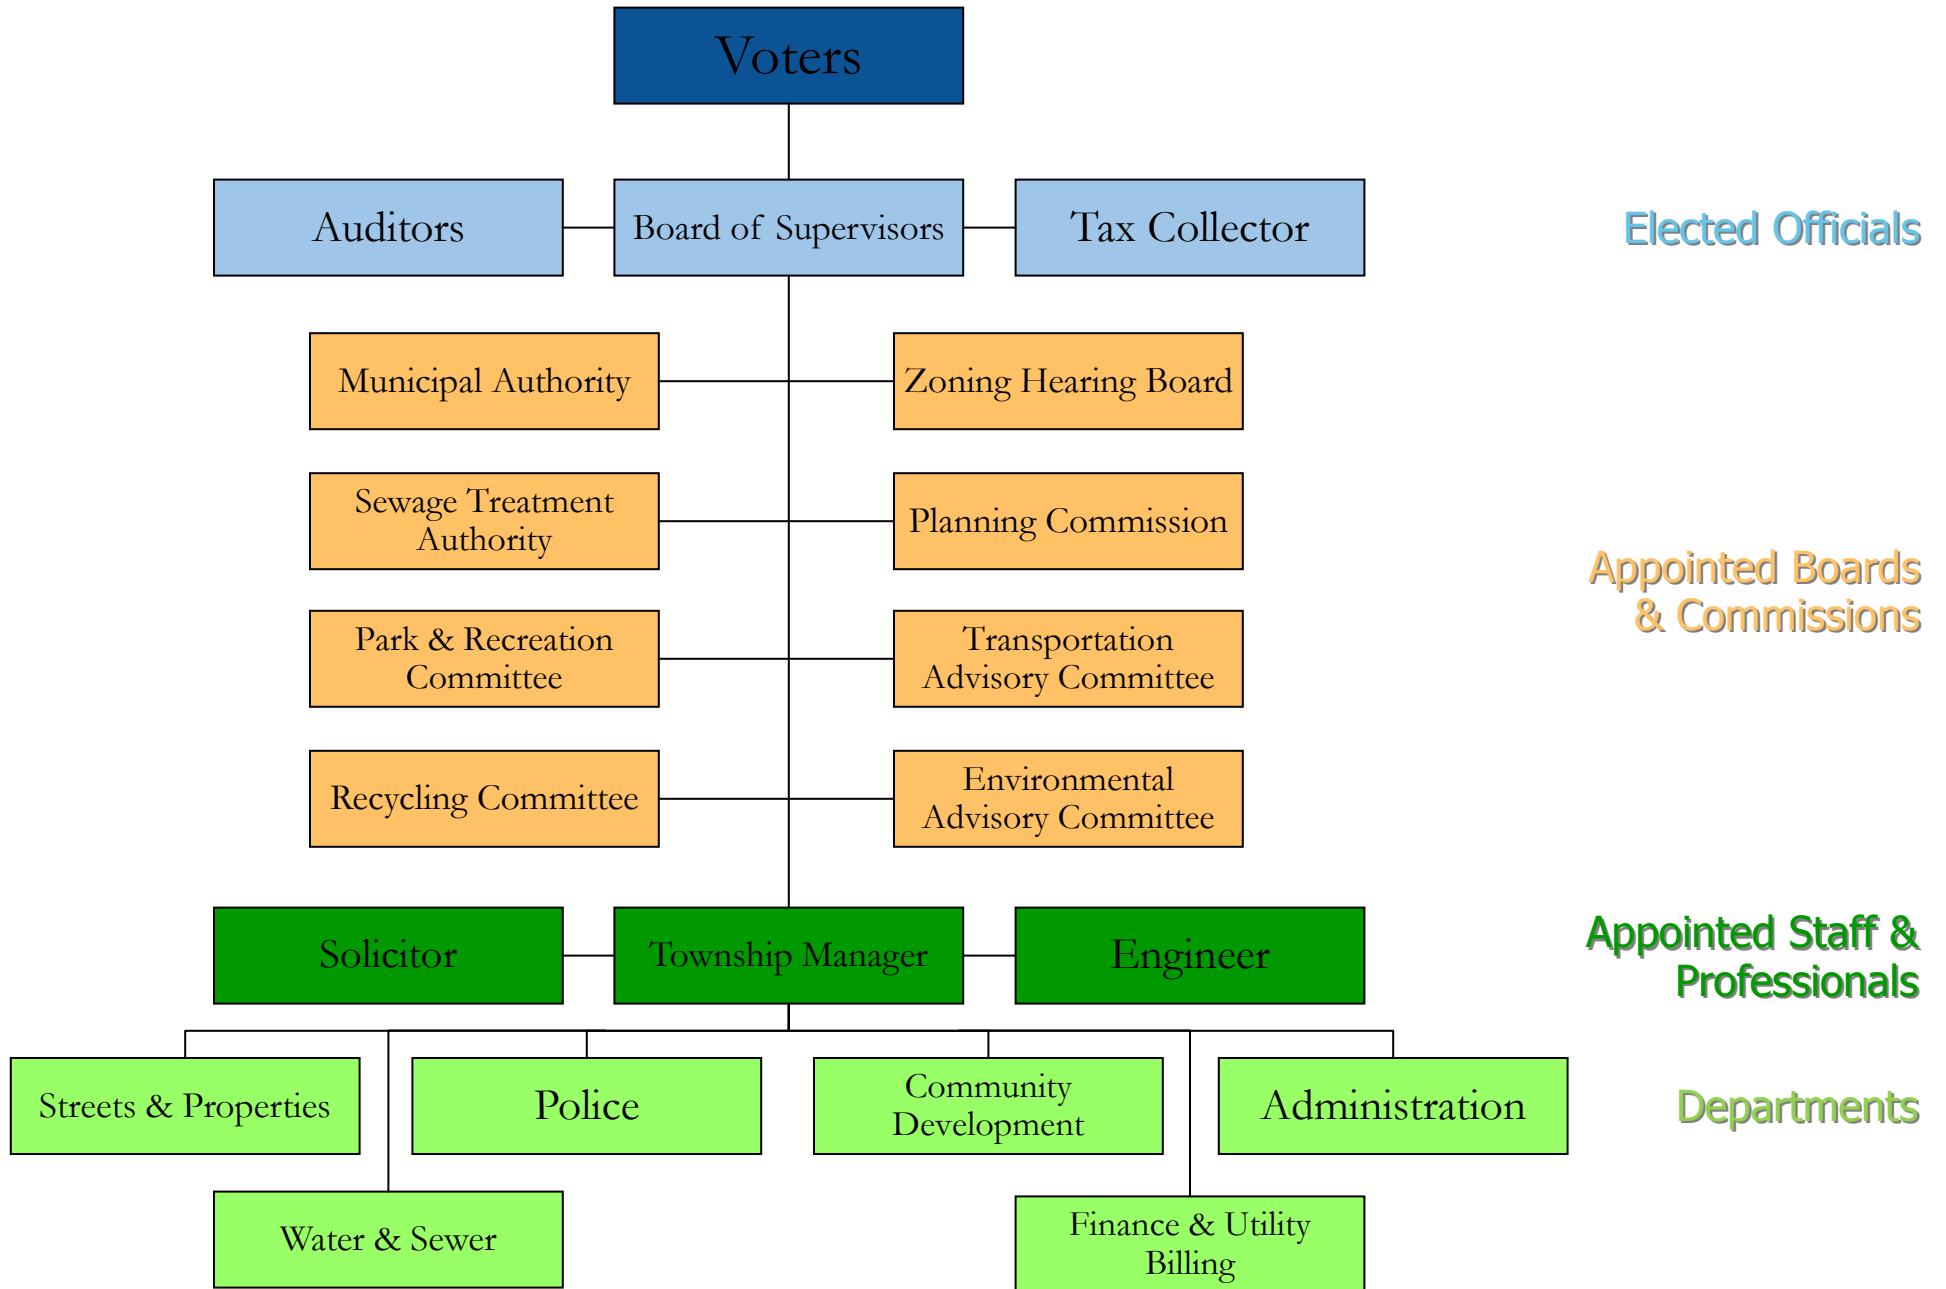 Voters
Auditors
Board of Supervisors
Tax Collector
Elected Officials
Municipal Authority
Zoning Hearing Board
Sewage Treatment
Authority
Planning Commission
Appointed Boards
& Commissions
Park & Recreation
Committee
Transportation
Advisory Committee
Recycling Committee
Environmental
Advisory Committee
Solicitor
Township Manager
Engineer
Appointed Staff &
Professionals
Streets & Properties
Police
Community
Development
Administration
Departments
Water & Sewer
Finance & Utility
Billing